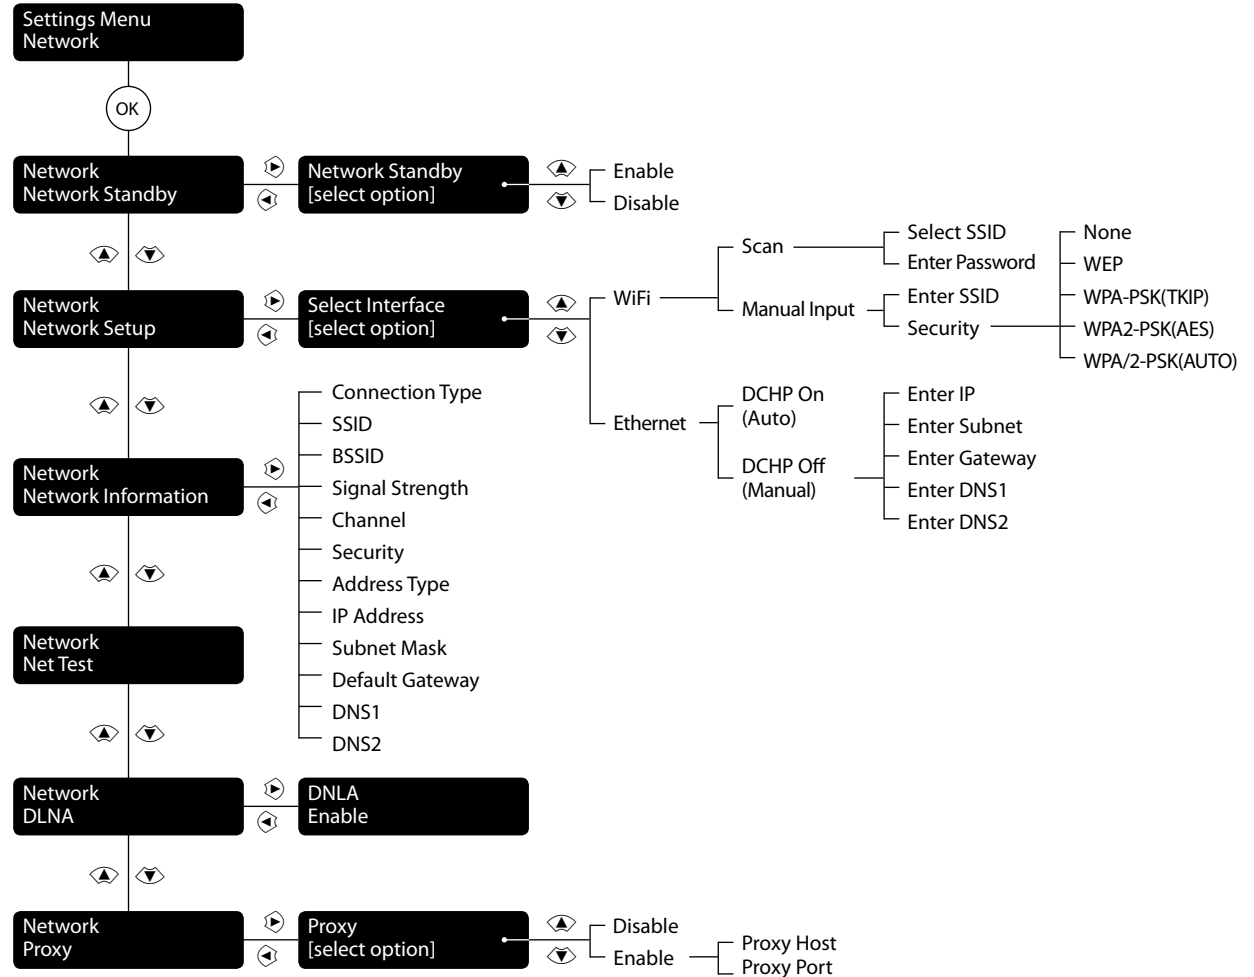 Settings Menu
Network
OK
Network
Network Standby
Network Standby
[select option]
Enable
Disable
Network
Network Setup
Select Interface
[select option]
WiFi
Scan
Select SSID
Enter Password
Manual Input
Enter SSID
Security
None
WEP
WPA-PSK(TKIP)
WPA2-PSK(AES)
WPA/2-PSK(AUTO)
Ethernet
DCHP On
(Auto)
DCHP Off
(Manual)
Enter IP
Enter Subnet
Enter Gateway
Enter DNS1
Enter DNS2
Network
Network Information
Connection Type
SSID
BSSID
Signal Strength
Channel
Security
Address Type
IP Address
Subnet Mask
Default Gateway
DNS1
DNS2
Network
Net Test
Network
DLNA
DNLA
Enable
Network
Proxy
Proxy
[select option]
Disable
Enable
Proxy Host
Proxy Port